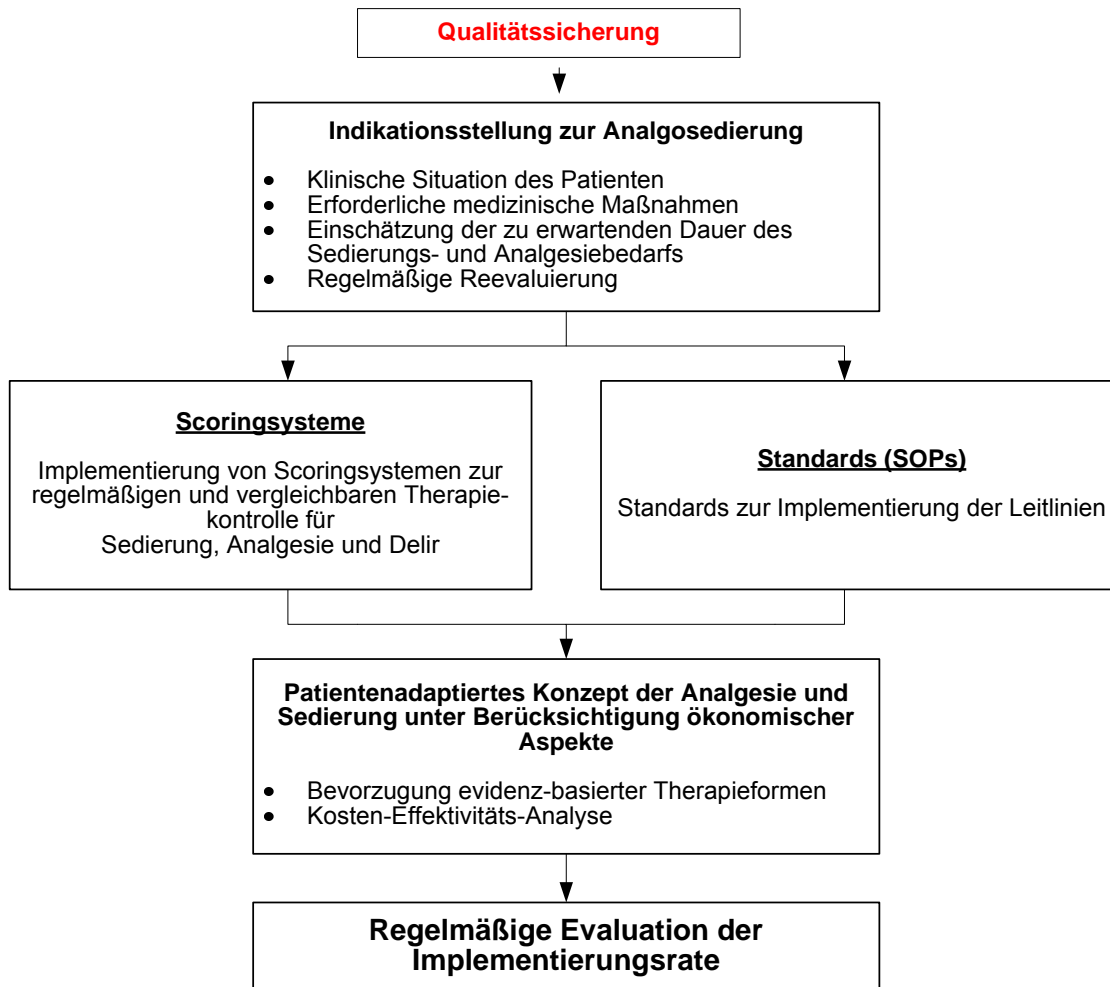 Qualitätssicherung
Indikationsstellung zur Analgosedierung
• Klinische Situation des Patienten
• Erforderliche medizinische Maßnahmen
• Einschätzung der zu erwartenden Dauer des
Sedierungs- und Analgesiebedarfs
• Regelmäßige Reevaluierung
Scoringsysteme
Implementierung von Scoringsystemen zur
regelmäßigen und vergleichbaren Therapie-
kontrolle für
Sedierung, Analgesie und Delir
Standards (SOPs)
Standards zur Implementierung der Leitlinien
Patientenadaptiertes Konzept der Analgesie und
Sedierung unter Berücksichtigung ökonomischer
Aspekte
• Bevorzugung evidenz-basierter Therapieformen
• Kosten-Effektivitäts-Analyse
Regelmäßige Evaluation der
Implementierungsrate